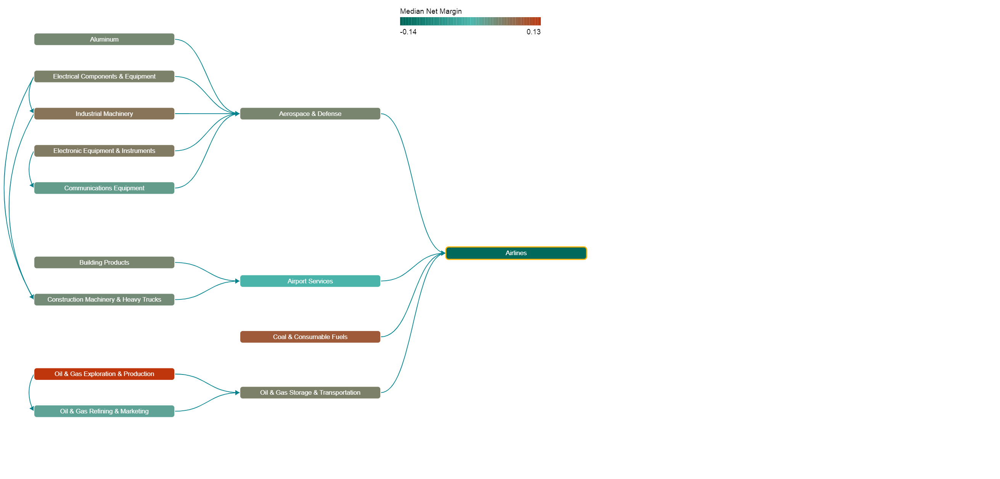 Median Net Margin
-0.14 0.13
Aluminum
Electrical Components & Equipment
Industrial Machinery
Aerospace & Defense
Electronic Equipment & Instruments
Communications Equipment
Airlines
Building Products
Airport Services
Construction Machinery & Heavy Trucks
Coal & Consumable Fuels
Oil & Gas Exploration & Production
Oil & Gas Storage & Transportation
Oil & Gas Refining & Marketing